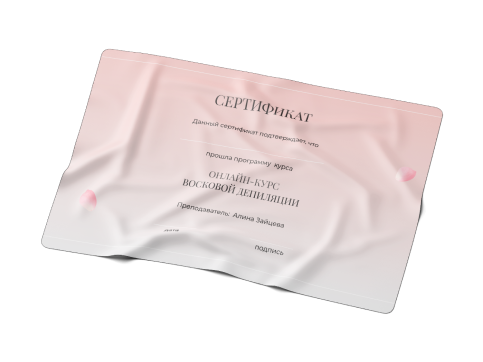 СЕРТИФИКАТ
Данный сертификат подтверждает, что
прошла программу курса
ОНЛАЙН-КУРС
ВОСКОВОЙ ДЕПИЛЯЦИИ
Преподаватель: Алина Зайцева
подпись